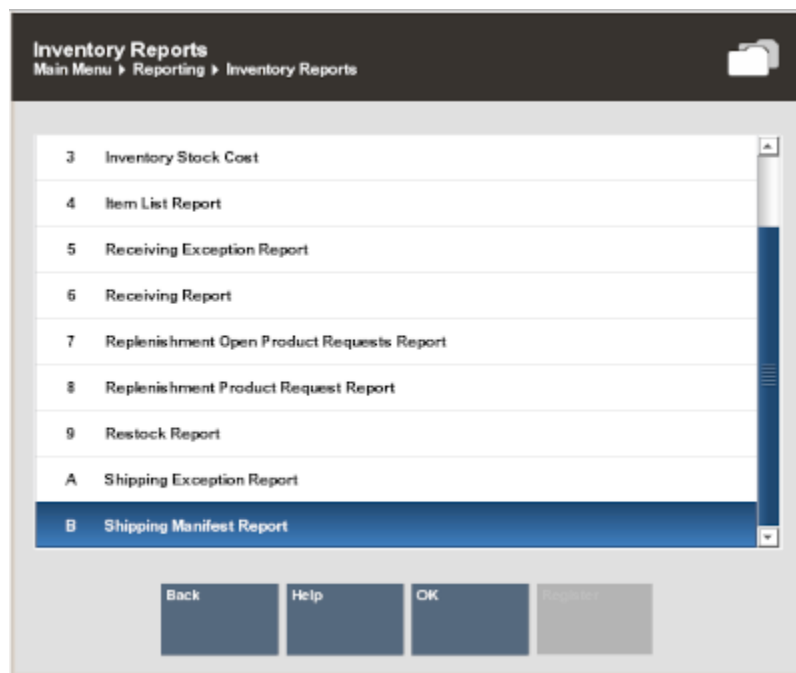 Inventory Reports
Main Menu ▸ Reporting ▸ Inventory Reports
3 Inventory Stock Cost
4 Item List Report
5 Receiving Exception Report
6 Receiving Report
7 Replenishment Open Product Requests Report
8 Replenishment Product Request Report
9 Restock Report
A Shipping Exception Report
B Shipping Manifest Report
Back Help OK Register